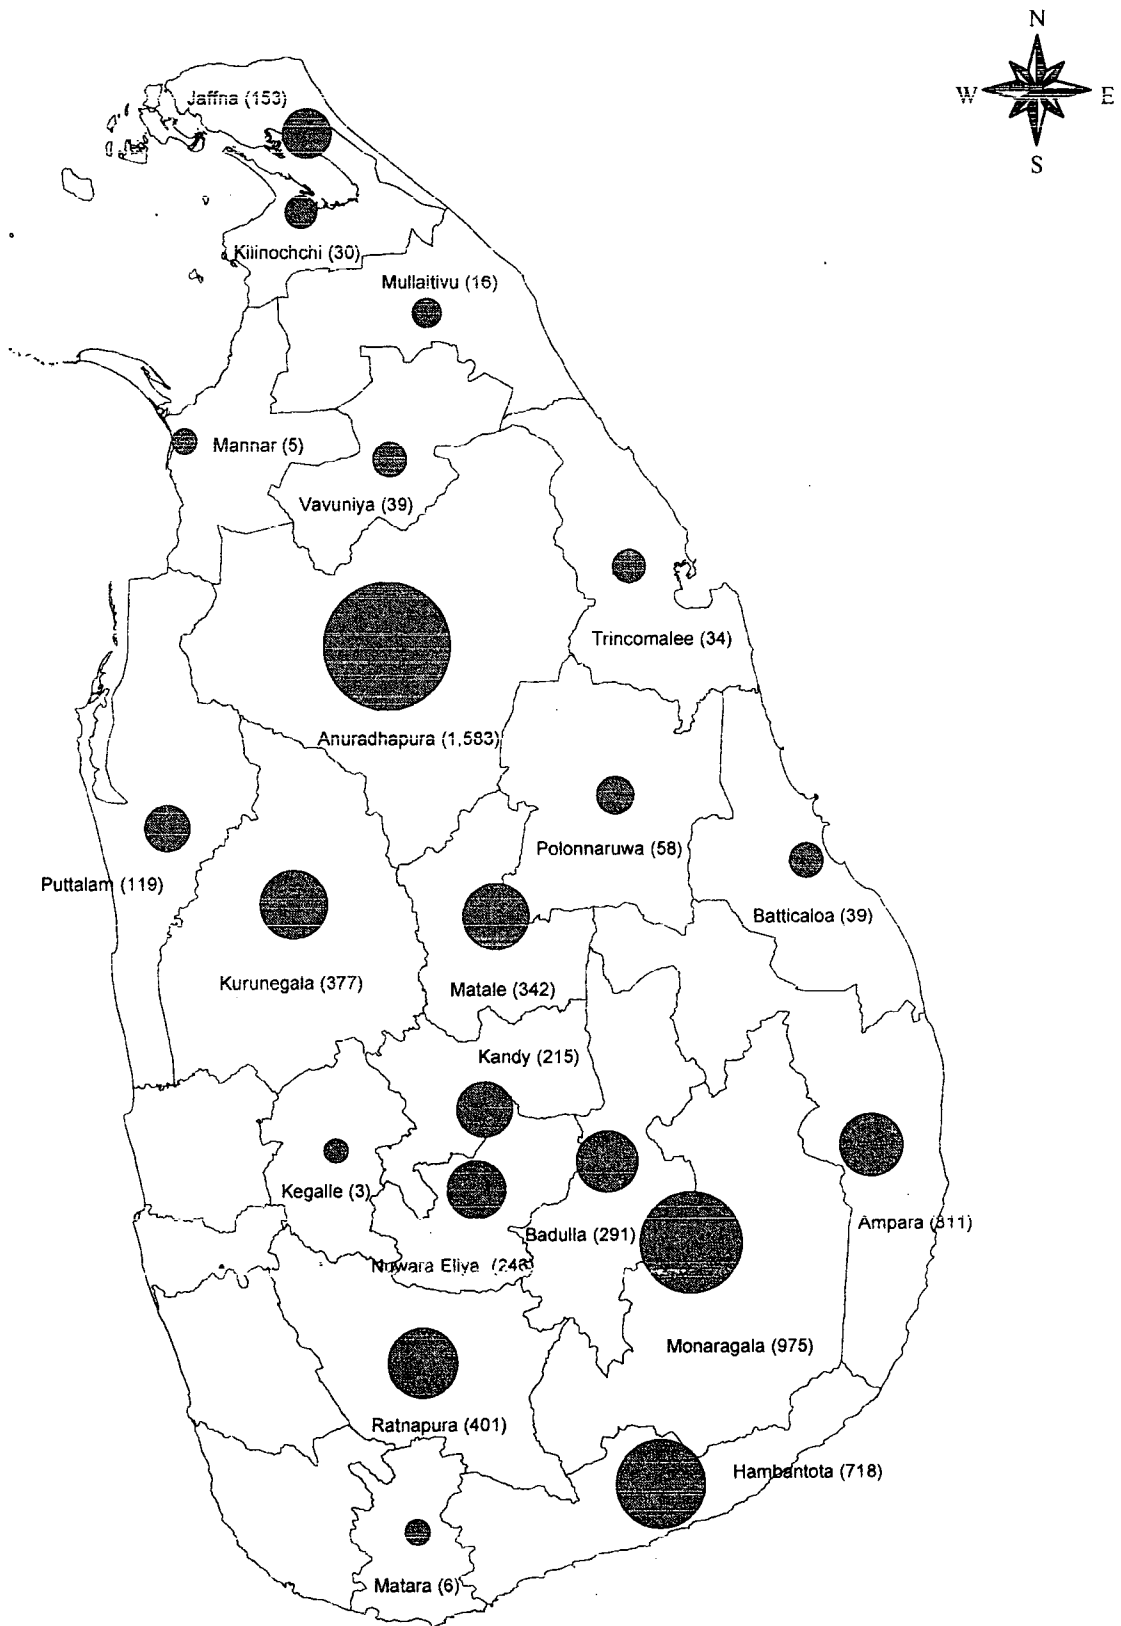 N
W E
S
Jaffna (153)
Kilinochchi (30)
Mullaitivu (16)
Mannar (5)
Vavuniya (39)
Trincomalee (34)
Anuradhapura (1,583)
Polonnaruwa (58)
Puttalam (119)
Batticaloa (39)
Kurunegala (377)
Matale (342)
Kandy (215)
Kegalle (3)
Ampara (311)
Badulla (291)
Nuwara Eliya (246)
Monaragala (975)
Ratnapura (401)
Hambantota (718)
Matara (6)